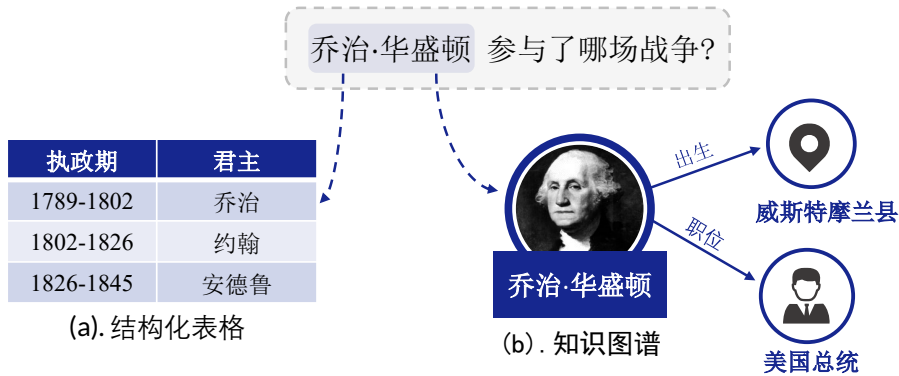 乔治·华盛顿 参与了哪场战争?
执政期 君主
1789-1802 乔治
1802-1826 约翰
1826-1845 安德鲁
(a). 结构化表格
乔治·华盛顿
(b) . 知识图谱
出生
威斯特摩兰县
职位
美国总统